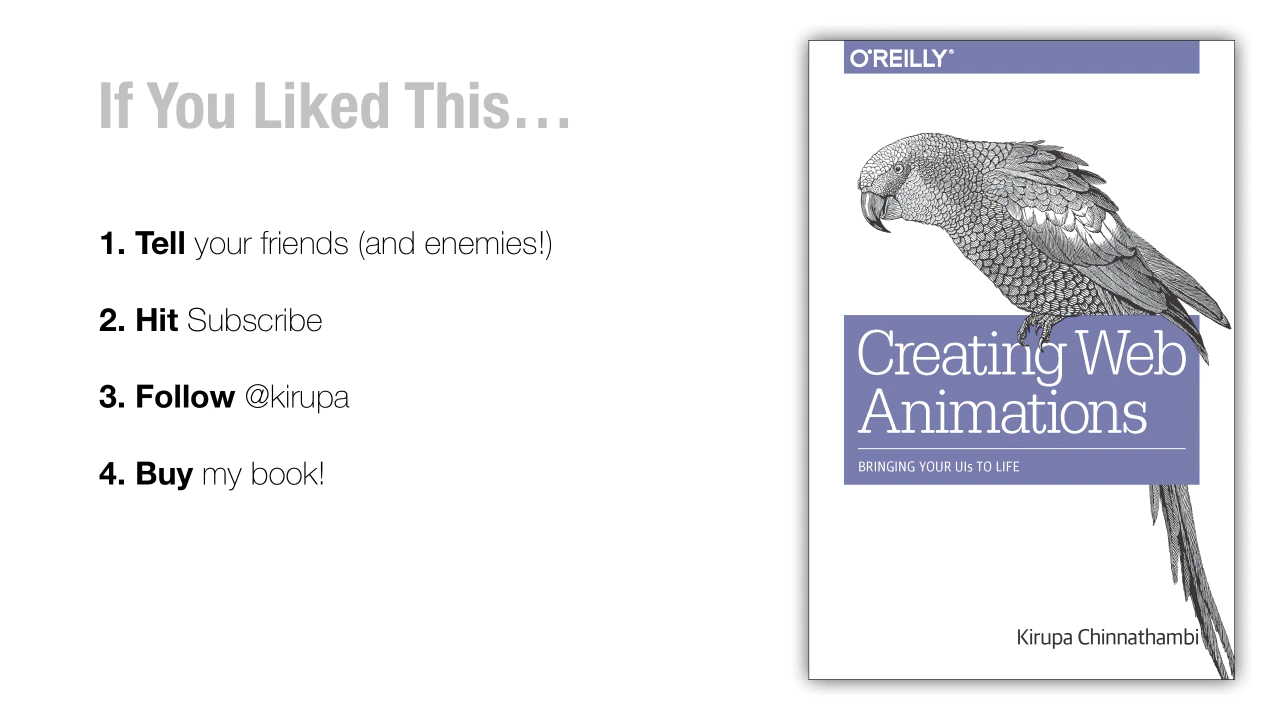 If You Liked This…
1. Tell your friends (and enemies!)
2. Hit Subscribe
3. Follow @kirupa
4. Buy my book!
O'REILLY®
Creating Web
Animations
BRINGING YOUR UIs TO LIFE
Kirupa Chinnathambi